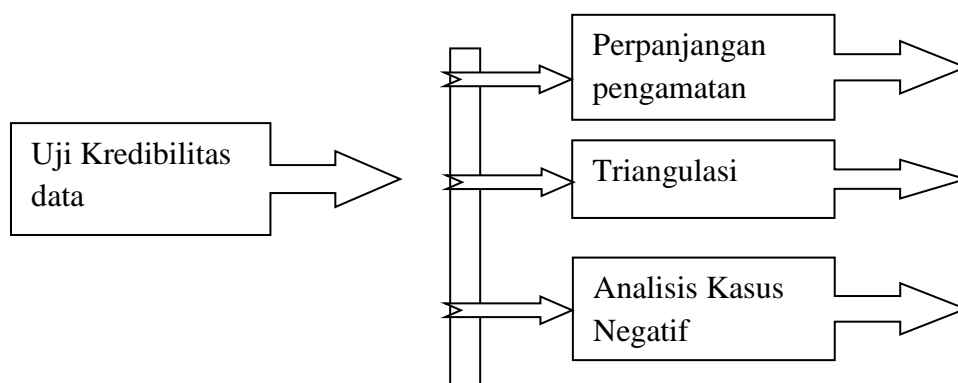 Uji Kredibilitas
data
Perpanjangan
pengamatan
Triangulasi
Analisis Kasus
Negatif